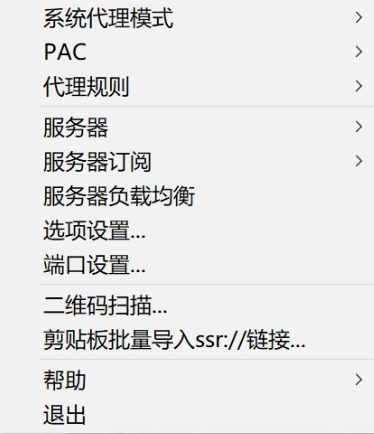 系统代理模式
PAC
代理规则
服务器
服务器订阅
服务器负载均衡
选项设置...
端口设置...
二维码扫描...
剪贴板批量导入ssr://链接...
帮助
退出